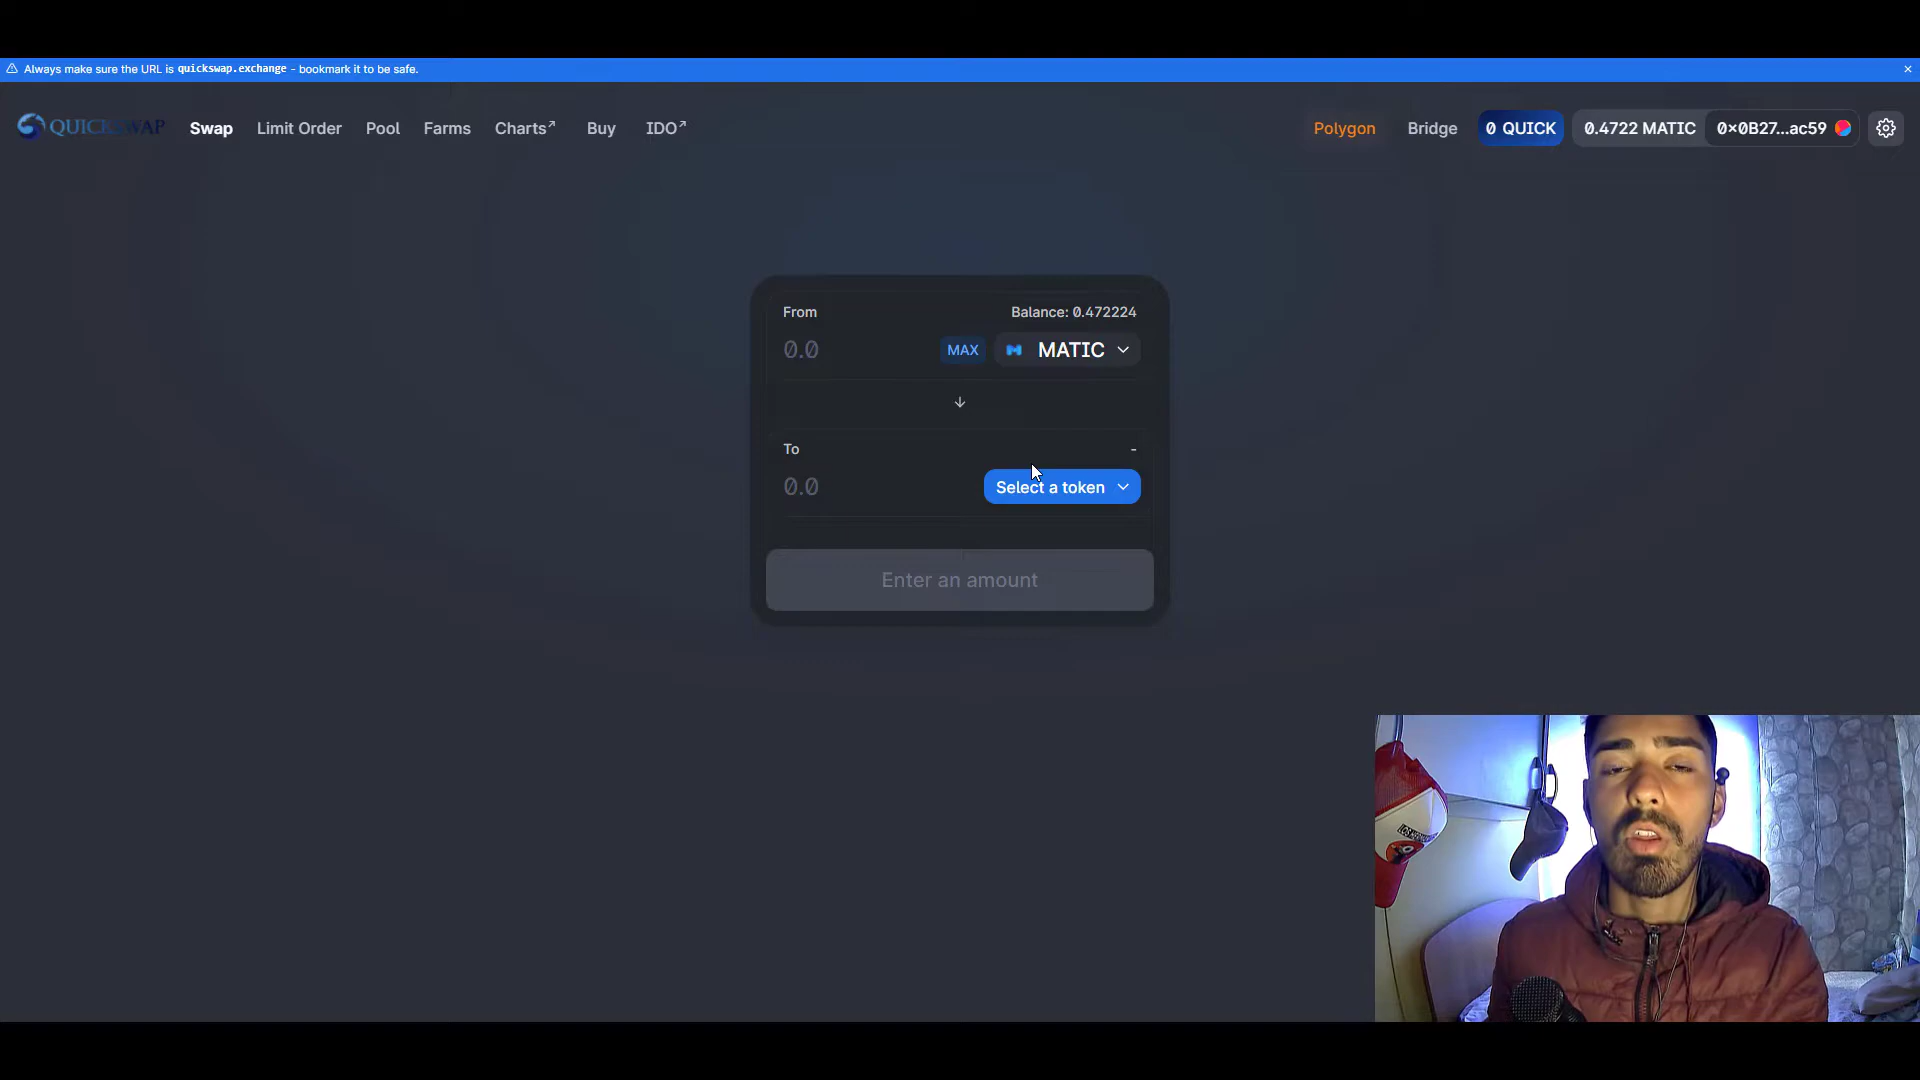 Always make sure the URL is quickswap.exchange - bookmark it to be safe.
QUICKSWAP Swap Limit Order Pool Farms Charts↗ Buy IDO↗ Polygon Bridge 0 QUICK 0.4722 MATIC 0×0B27...ac59
From Balance: 0.472224
0.0 MAX MATIC
To -
0.0 Select a token
Enter an amount